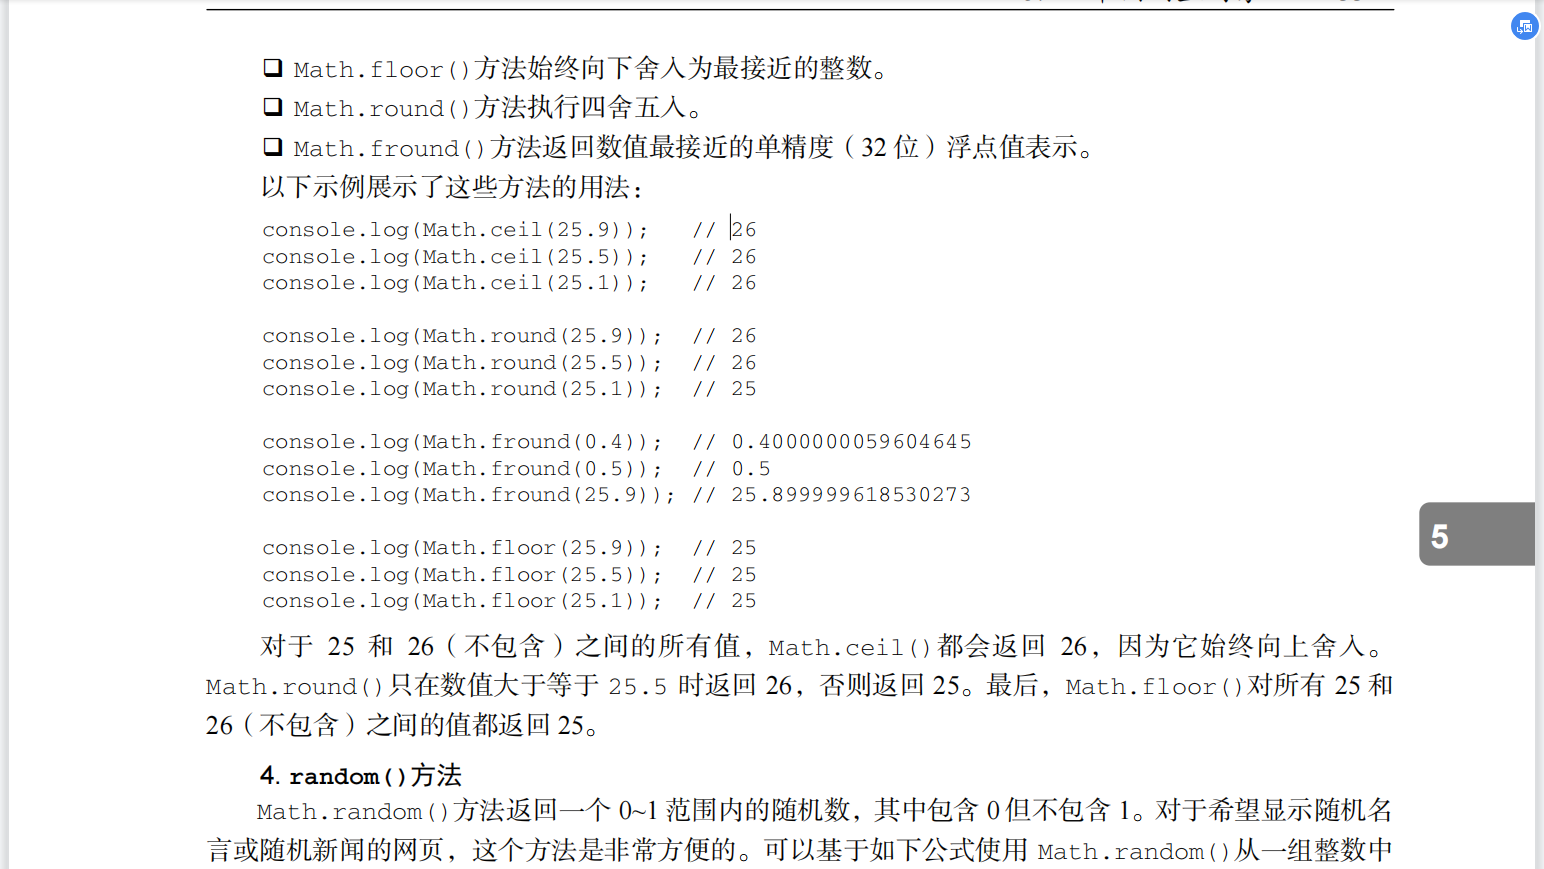 ❑ Math.floor()方法始终向下舍入为最接近的整数。
❑ Math.round()方法执行四舍五入。
❑ Math.fround()方法返回数值最接近的单精度（32 位）浮点值表示。
以下示例展示了这些方法的用法：
console.log(Math.ceil(25.9));   // 26
console.log(Math.ceil(25.5));   // 26
console.log(Math.ceil(25.1));   // 26
console.log(Math.round(25.9));  // 26
console.log(Math.round(25.5));  // 26
console.log(Math.round(25.1));  // 25
console.log(Math.fround(0.4));  // 0.4000000059604645
console.log(Math.fround(0.5));  // 0.5
console.log(Math.fround(25.9)); // 25.899999618530273
5
console.log(Math.floor(25.9));  // 25
console.log(Math.floor(25.5));  // 25
console.log(Math.floor(25.1));  // 25
对于 25 和 26（不包含）之间的所有值，Math.ceil()都会返回 26，因为它始终向上舍入。
Math.round()只在数值大于等于 25.5 时返回 26，否则返回 25。最后，Math.floor()对所有 25 和
26（不包含）之间的值都返回 25。
4. random()方法
Math.random()方法返回一个 0~1 范围内的随机数，其中包含 0 但不包含 1。对于希望显示随机名
言或随机新闻的网页，这个方法是非常方便的。可以基于如下公式使用 Math.random()从一组整数中